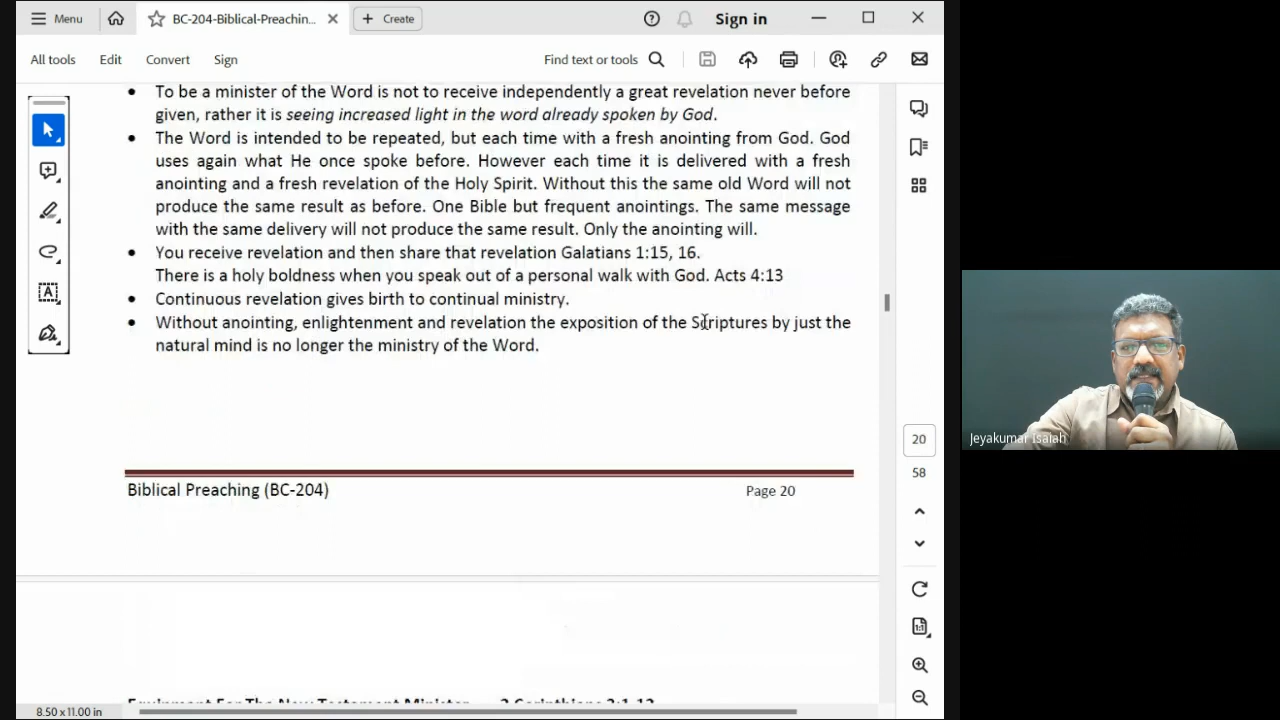 Menu
BC-204-Biblical-Preachin...
Create
Sign in
All tools
Edit
Convert
Sign
Find text or tools
To be a minister of the Word is not to receive independently a great revelation never before
given, rather it is seeing increased light in the word already spoken by God.
The Word is intended to be repeated, but each time with a fresh anointing from God. God
uses again what He once spoke before. However each time it is delivered with a fresh
anointing and a fresh revelation of the Holy Spirit. Without this the same old Word will not
produce the same result as before. One Bible but frequent anointings. The same message
with the same delivery will not produce the same result. Only the anointing will.
You receive revelation and then share that revelation Galatians 1:15, 16.
There is a holy boldness when you speak out of a personal walk with God. Acts 4:13
Continuous revelation gives birth to continual ministry.
Without anointing, enlightenment and revelation the exposition of the Scriptures by just the
natural mind is no longer the ministry of the Word.
Biblical Preaching (BC-204)
Page 20
20
58
8.50 x 11.00 in
Jeyakumar Isaiah